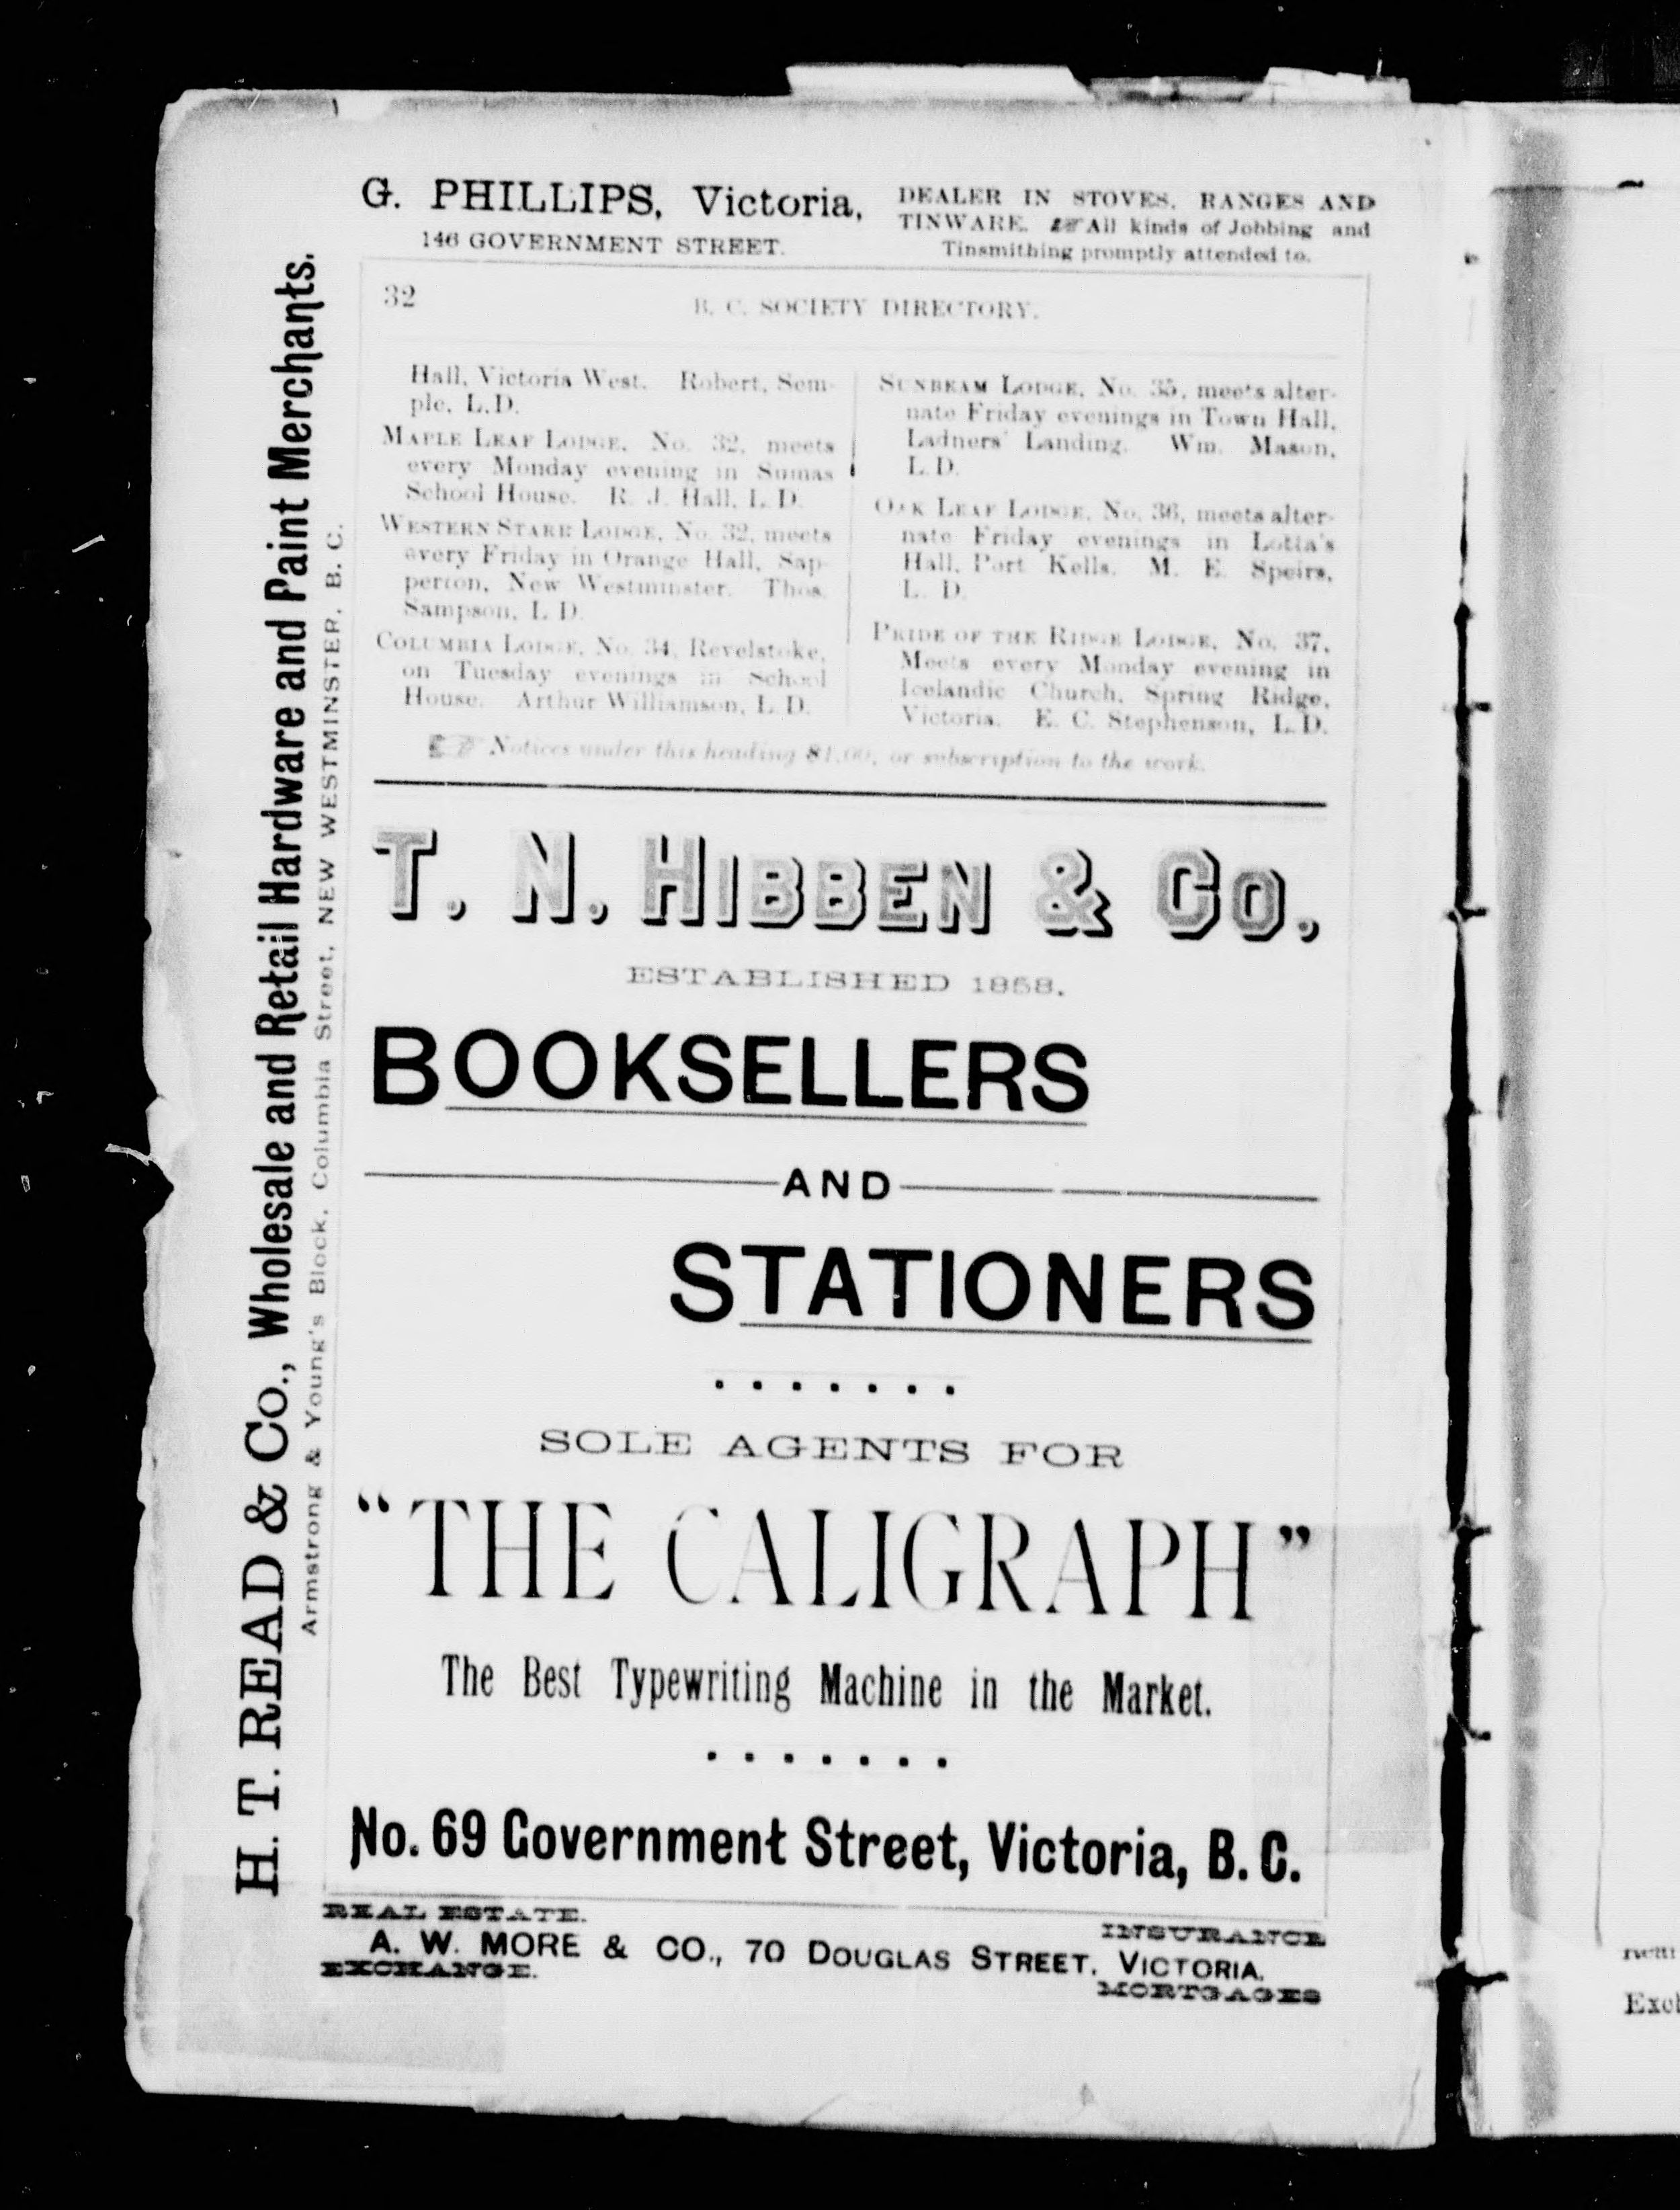 G. PHILLIPS, Victoria,
146 GOVERNMENT STREET.
DEALER IN STOVES, RANGES AND
TINWARE. ☞All kinds of Jobbing and
Tinsmithing promptly attended to.
32
B. C. SOCIETY DIRECTORY.
Hall, Victoria West. Robert, Sem-
ple, L.D.
MAPLE LEAF LODGE, No. 32, meets
every Monday evening in Sumas
School House. R. J. Hall, L. D.
WESTERN STARR LODGE, No. 32, meets
every Friday in Orange Hall, Sap-
perton, New Westminster. Thos.
Sampson, L. D.
COLUMBIA LODGE, No. 34, Revelstoke,
on Tuesday evenings in School
House. Arthur Williamson, L. D.
SUNBEAM LODGE, No. 35, meets alter-
nate Friday evenings in Town Hall,
Ladners' Landing. Wm. Mason,
L. D.
OAK LEAF LODGE, No. 36, meets alter-
nate Friday evenings in Lotta's
Hall, Port Kells. M. E. Speirs,
L. D.
PRIDE OF THE RIDGE LODGE, No. 37,
Meets every Monday evening in
Icelandic Church, Spring Ridge,
Victoria. E. C. Stephenson, L. D.
☞ Notices under this heading $1.00, or subscription to the work.
T. N. HIBBEN & CO.
ESTABLISHED 1858.
BOOKSELLERS
AND
STATIONERS
.......
SOLE AGENTS FOR
"THE CALIGRAPH"
The Best Typewriting Machine in the Market.
.......
No. 69 Government Street, Victoria, B. C.
REAL ESTATE.
INSURANCE
A. W. MORE & CO., 70 DOUGLAS STREET, VICTORIA.
EXCHANGE.
MORTGAGES
H. T. READ & CO., Wholesale and Retail Hardware and Paint Merchants.
Armstrong & Young's Block, Columbia Street, NEW WESTMINSTER, B. C.